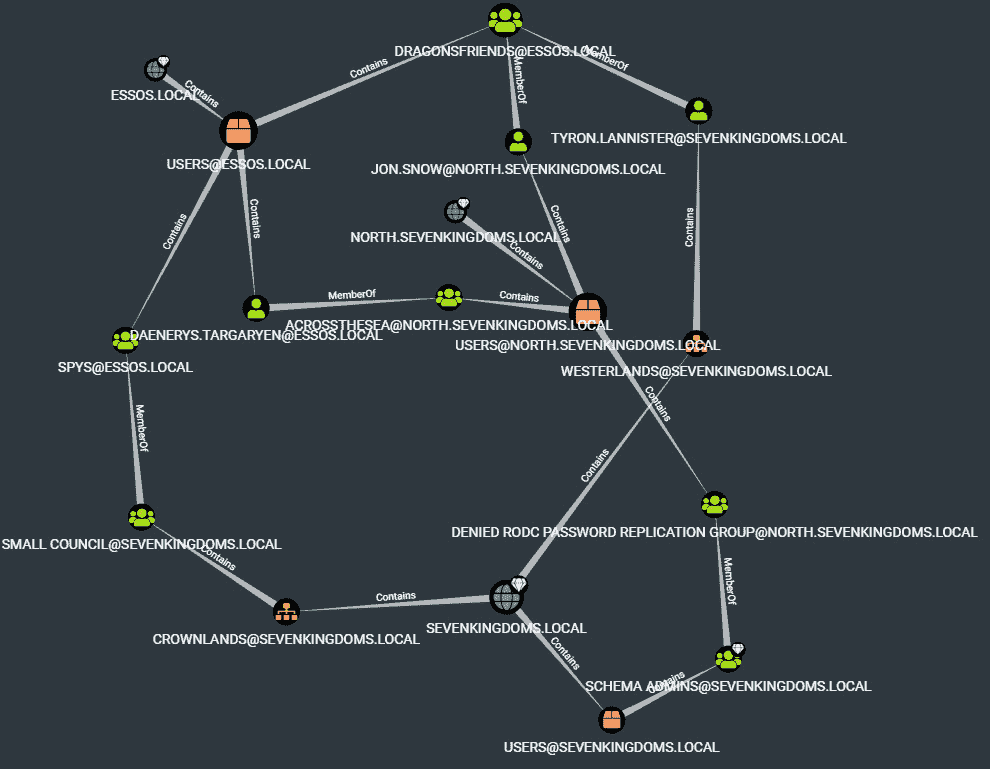 DRAGONSFRIENDS@ESSOS.LOCAL
Contains
MemberOf
MemberOf
ESSOS.LOCAL
Contains
TYRON.LANNISTER@SEVENKINGDOMS.LOCAL
USERS@ESSOS.LOCAL
JON.SNOW@NORTH.SEVENKINGDOMS.LOCAL
Contains
Contains
Contains
Contains
NORTH.SEVENKINGDOMS.LOCAL
Contains
MemberOf
Contains
ACROSSTHESEA@NORTH.SEVENKINGDOMS.LOCAL
DAENERYS.TARGARYEN@ESSOS.LOCAL
USERS@NORTH.SEVENKINGDOMS.LOCAL
SPYS@ESSOS.LOCAL
WESTERLANDS@SEVENKINGDOMS.LOCAL
Contains
MemberOf
Contains
DENIED RODC PASSWORD REPLICATION GROUP@NORTH.SEVENKINGDOMS.LOCAL
SMALL COUNCIL@SEVENKINGDOMS.LOCAL
Contains
MemberOf
Contains
SEVENKINGDOMS.LOCAL
CROWNLANDS@SEVENKINGDOMS.LOCAL
Contains
SCHEMA ADMINS@SEVENKINGDOMS.LOCAL
Contains
USERS@SEVENKINGDOMS.LOCAL